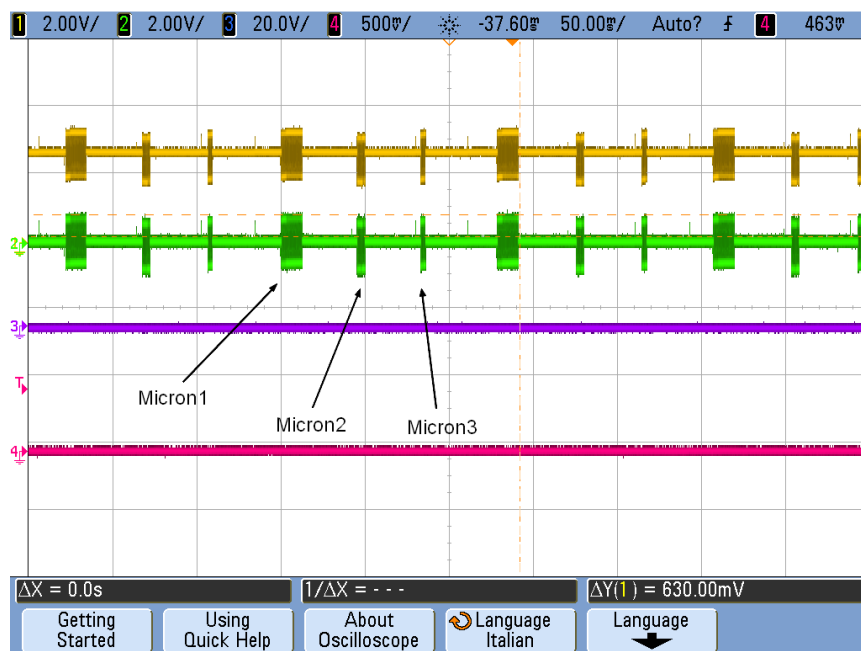 1 2.00V/ 2 2.00V/ 3 20.0V/ 4 500mV/ -37.60ms 50.00ms/ Auto? 4 463mV
2
3
T
Micron1
Micron2 Micron3
4
ΔX = 0.0s 1/ΔX = - - - ΔY(1) = 630.00mV
Getting Started
Using Quick Help
About Oscilloscope
Language Italian
Language